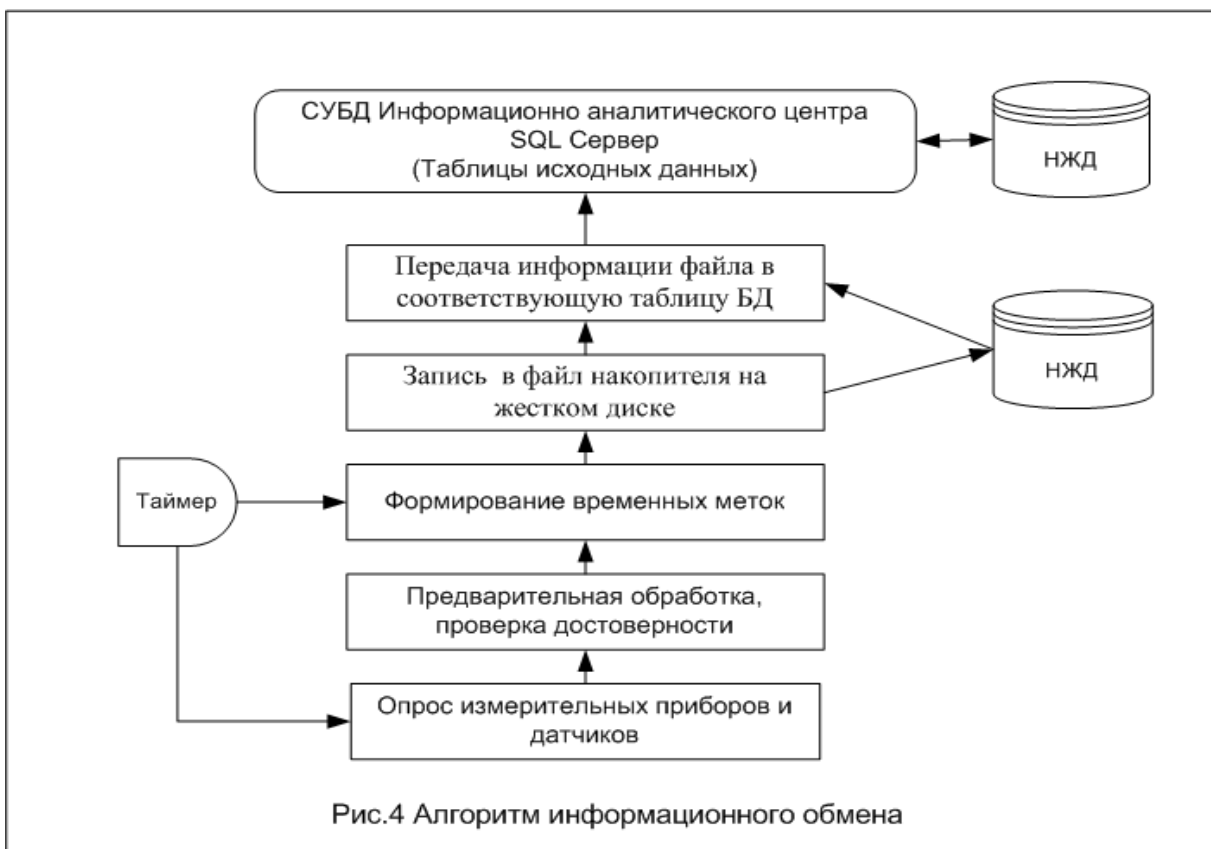 СУБД Информационно аналитического центра
SQL Сервер
(Таблицы исходных данных)
НЖД
Передача информации файла в
соответствующую таблицу БД
НЖД
Запись в файл накопителя на
жестком диске
Таймер
Формирование временных меток
Предварительная обработка,
проверка достоверности
Опрос измерительных приборов и
датчиков
Рис.4 Алгоритм информационного обмена